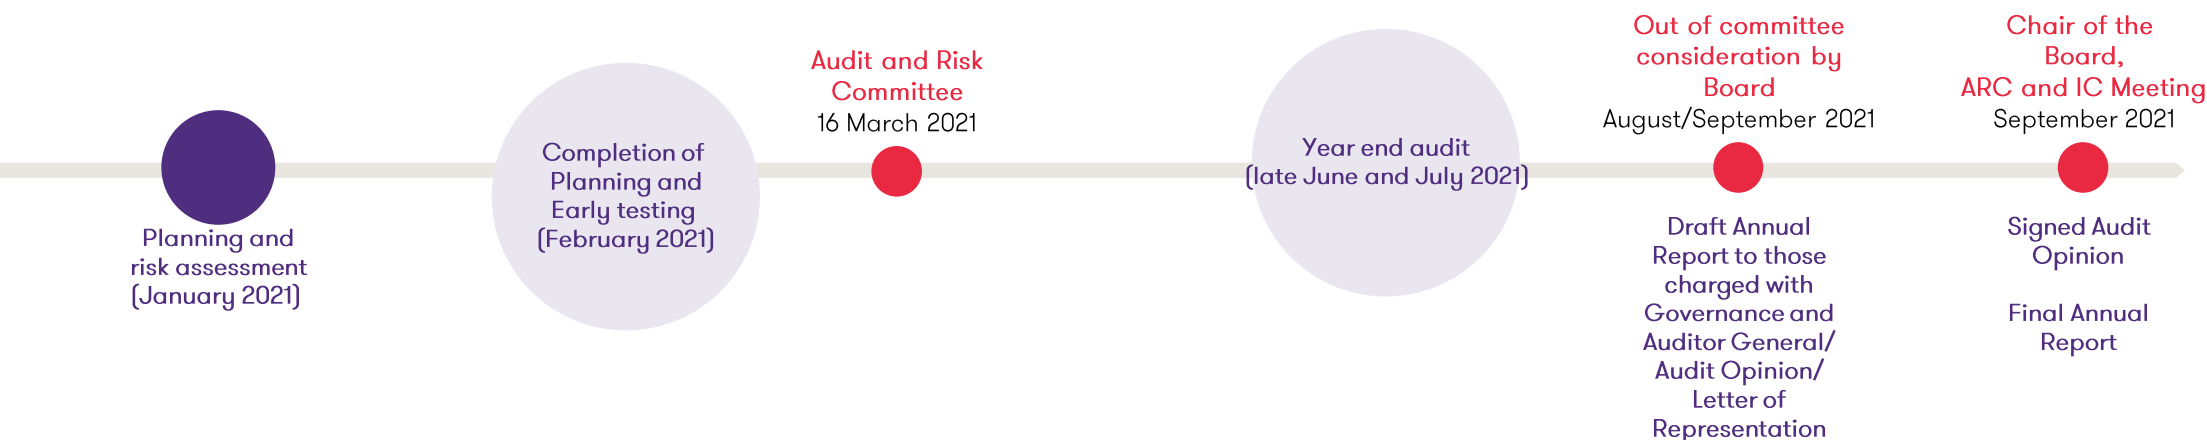 Planning and
risk assessment
(January 2021)
Completion of
Planning and
Early testing
(February 2021)
Audit and Risk
Committee
16 March 2021
Year end audit
(late June and July 2021)
Out of committee
consideration by
Board
August/September 2021
Draft Annual
Report to those
charged with
Governance and
Auditor General/
Audit Opinion/
Letter of
Representation
Chair of the
Board,
ARC and IC Meeting
September 2021
Signed Audit
Opinion
Final Annual
Report